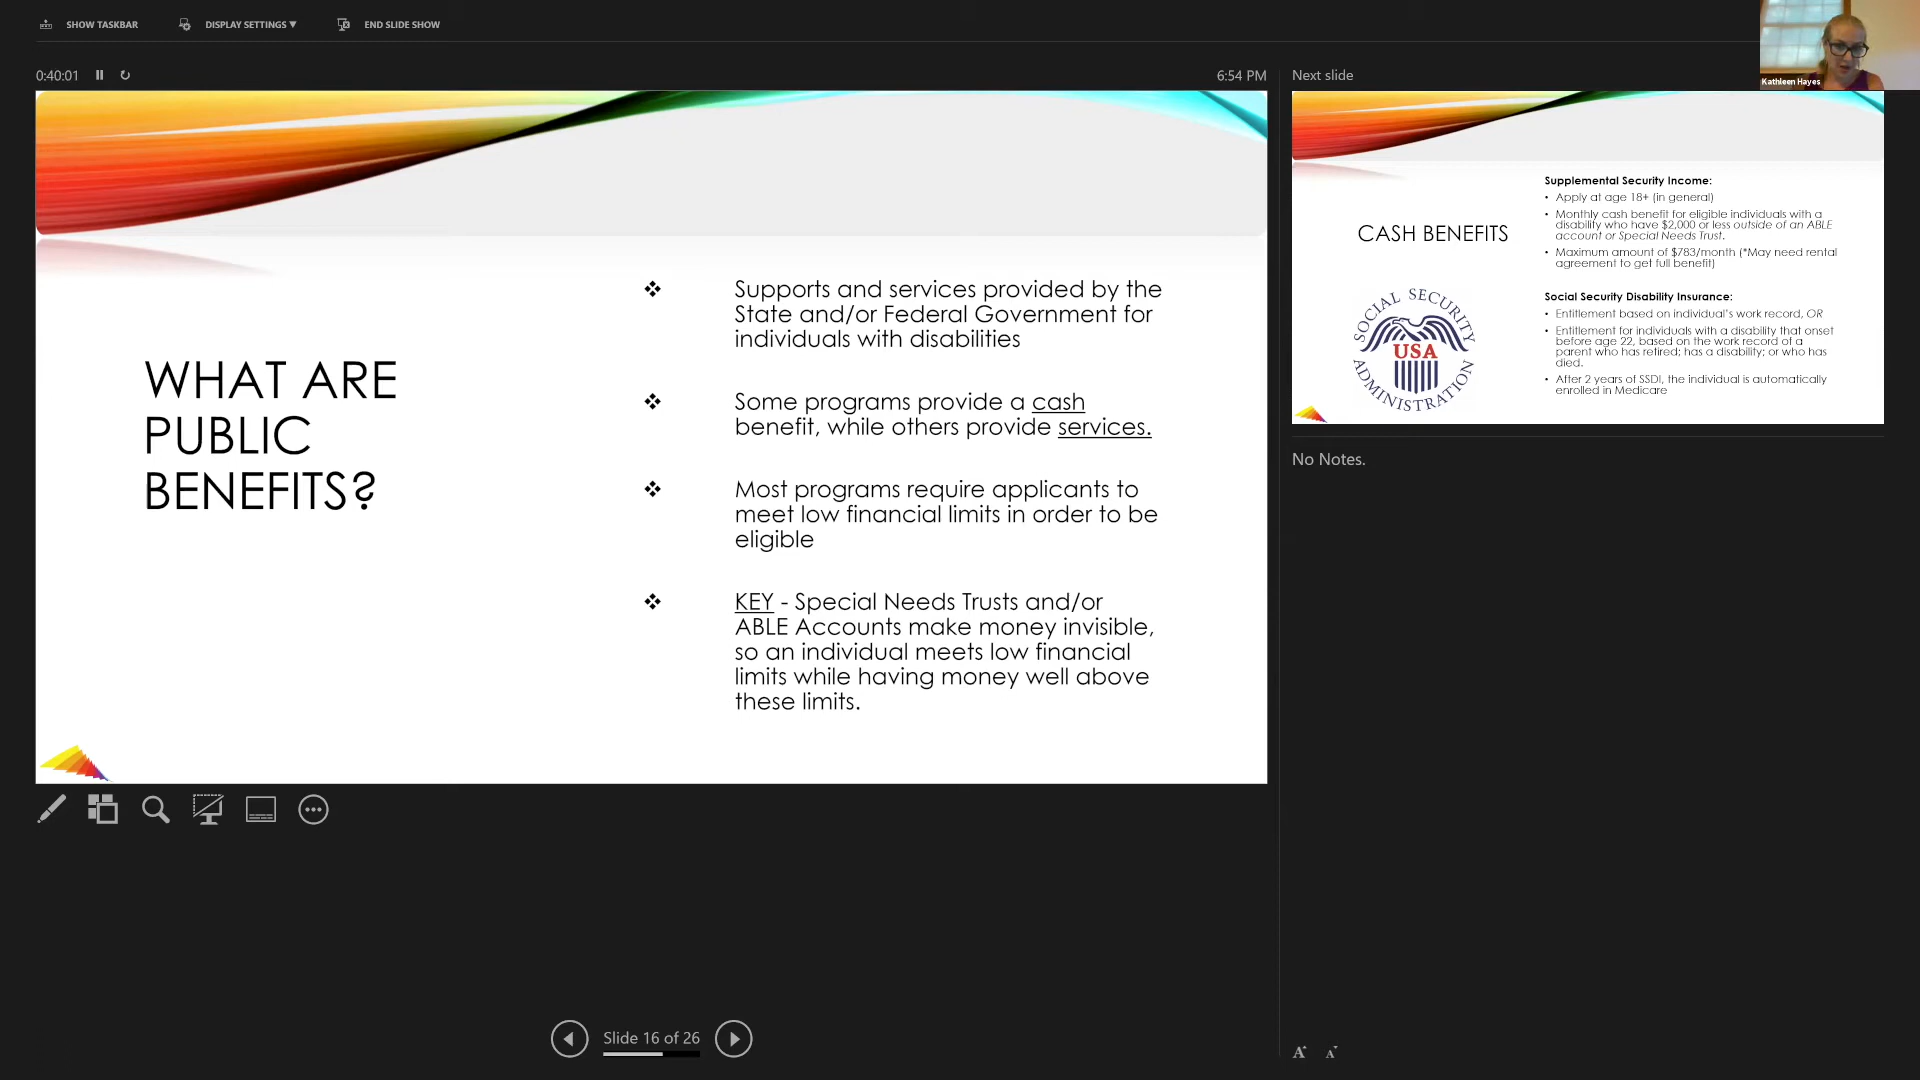 SHOW TASKBAR
DISPLAY SETTINGS ▼
END SLIDE SHOW
0:40:01
6:54 PM
WHAT ARE
PUBLIC
BENEFITS?
❖ Supports and services provided by the
State and/or Federal Government for
individuals with disabilities
❖ Some programs provide a cash
benefit, while others provide services.
❖ Most programs require applicants to
meet low financial limits in order to be
eligible
❖ KEY - Special Needs Trusts and/or
ABLE Accounts make money invisible,
so an individual meets low financial
limits while having money well above
these limits.
Slide 16 of 26
Next slide
Kathleen Hayes
CASH BENEFITS
SOCIAL SECURITY
USA
ADMINISTRATION
Supplemental Security Income:
• Apply at age 18+ (in general)
• Monthly cash benefit for eligible individuals with a
disability who have $2,000 or less outside of an ABLE
account or Special Needs Trust.
• Maximum amount of $783/month (*May need rental
agreement to get full benefit)
Social Security Disability Insurance:
• Entitlement based on individual's work record, OR
• Entitlement for individuals with a disability that onset
before age 22, based on the work record of a
parent who has retired; has a disability; or who has
died.
• After 2 years of SSDI, the individual is automatically
enrolled in Medicare
No Notes.
A A